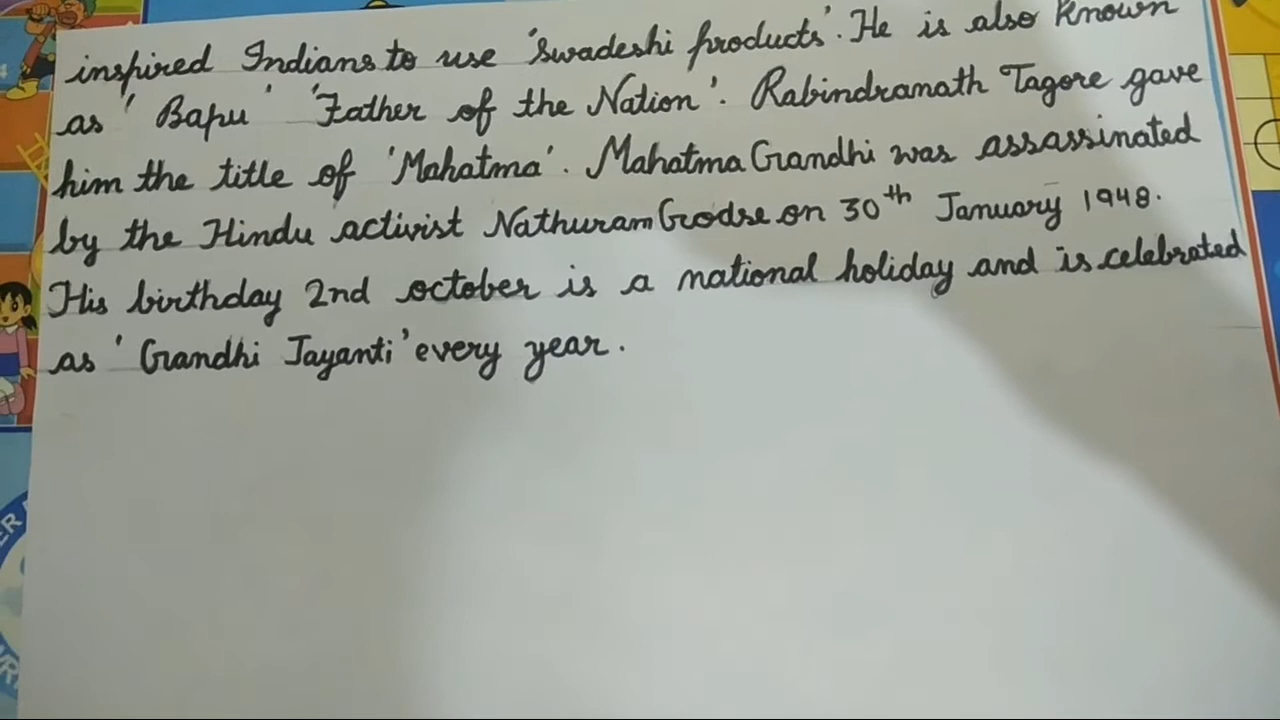 inspired Indians to use 'Swadeshi products'. He is also Known
as 'Bapu' 'Father of the Nation'. Rabindranath Tagore gave
him the title of 'Mahatma'. Mahatma Gandhi was assassinated
by the Hindu activist Nathuram Godse on 30th January 1948.
His birthday 2nd october is a national holiday and is celebrated
as 'Gandhi Jayanti' every year.